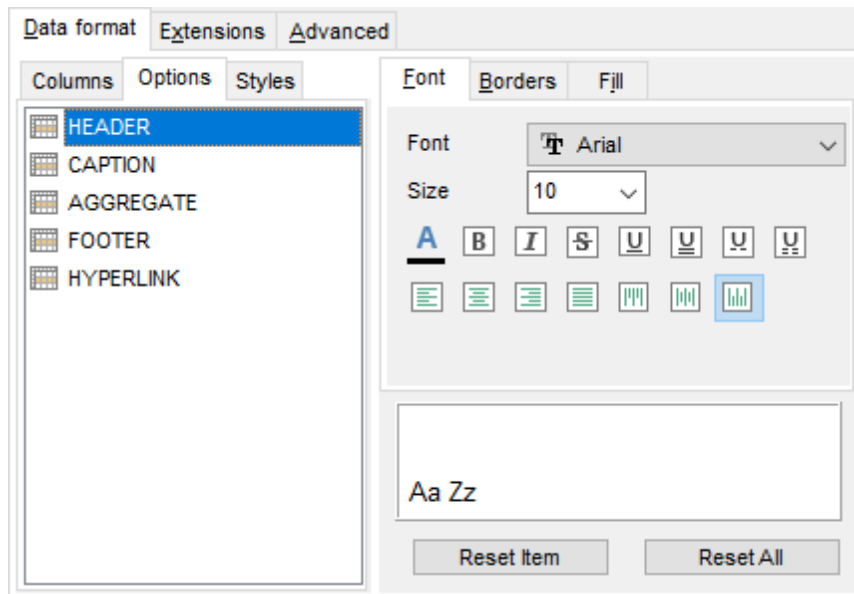 Data format Extensions Advanced
Columns Options Styles
HEADER
CAPTION
AGGREGATE
FOOTER
HYPERLINK
Font Borders Fill
Font Arial
Size 10
A B I S U U U U
Aa Zz
Reset Item Reset All